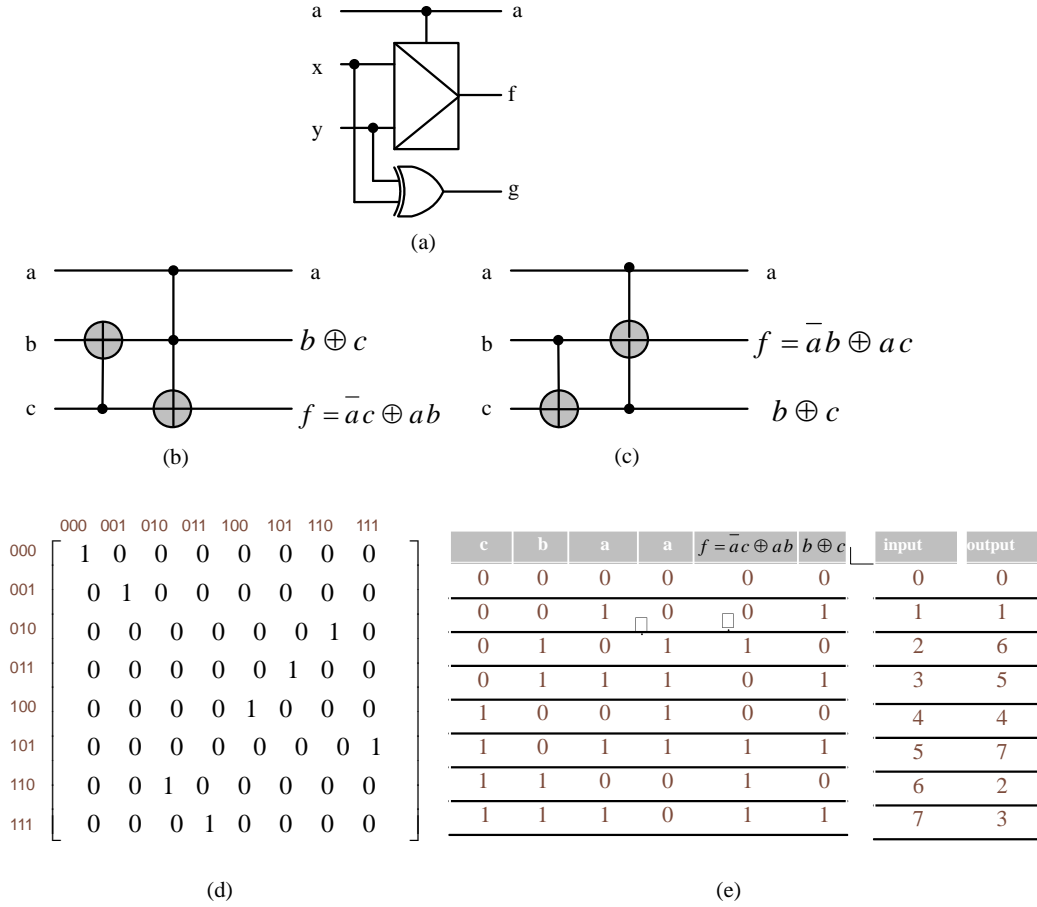 a a
x
f
y
g
(a)
a a
b b ⊕ c
c f = a̅c ⊕ ab
(b)
a a
b f = a̅b ⊕ ac
c b ⊕ c
(c)
000 001 010 011 100 101 110 111
000 1 0 0 0 0 0 0 0
001 0 1 0 0 0 0 0 0
010 0 0 0 0 0 0 1 0
011 0 0 0 0 0 1 0 0
100 0 0 0 0 1 0 0 0
101 0 0 0 0 0 0 0 1
110 0 0 1 0 0 0 0 0
111 0 0 0 1 0 0 0 0
(d)
c b a a f = a̅c ⊕ ab b ⊕ c input output
0 0 0 0 0 0 0 0
0 0 1 0 0 1 1 1
0 1 0 1 1 0 2 6
0 1 1 1 0 1 3 5
1 0 0 1 0 0 4 4
1 0 1 1 1 1 5 7
1 1 0 0 1 0 6 2
1 1 1 0 1 1 7 3
(e)